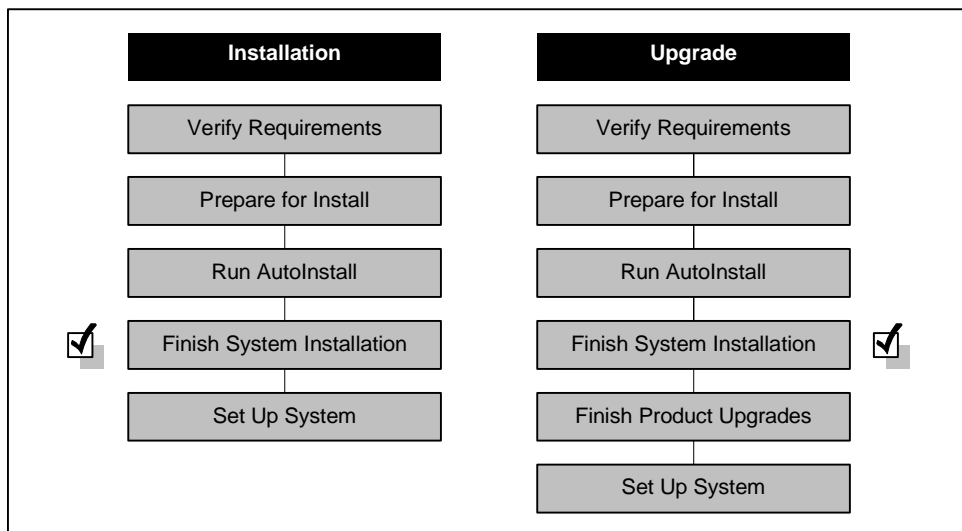 Installation
Verify Requirements
Prepare for Install
Run AutoInstall
Finish System Installation
Set Up System
Upgrade
Verify Requirements
Prepare for Install
Run AutoInstall
Finish System Installation
Finish Product Upgrades
Set Up System